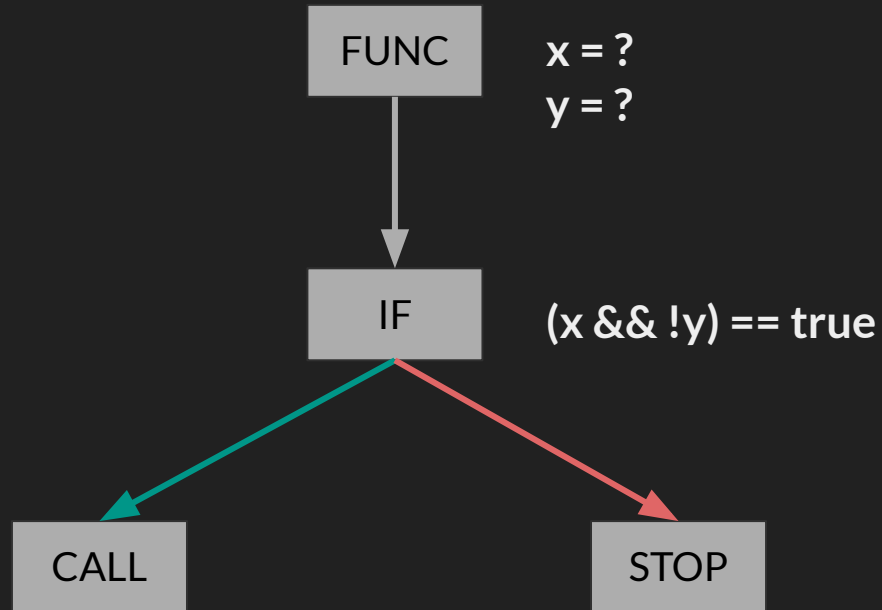 FUNC
x = ?
y = ?
IF
(x && !y) == true
CALL
STOP